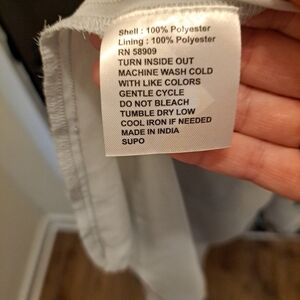 Shell : 100% Polyester
Lining : 100% Polyester
RN 58909
TURN INSIDE OUT
MACHINE WASH COLD
WITH LIKE COLORS
GENTLE CYCLE
DO NOT BLEACH
TUMBLE DRY LOW
COOL IRON IF NEEDED
MADE IN INDIA
SUPO